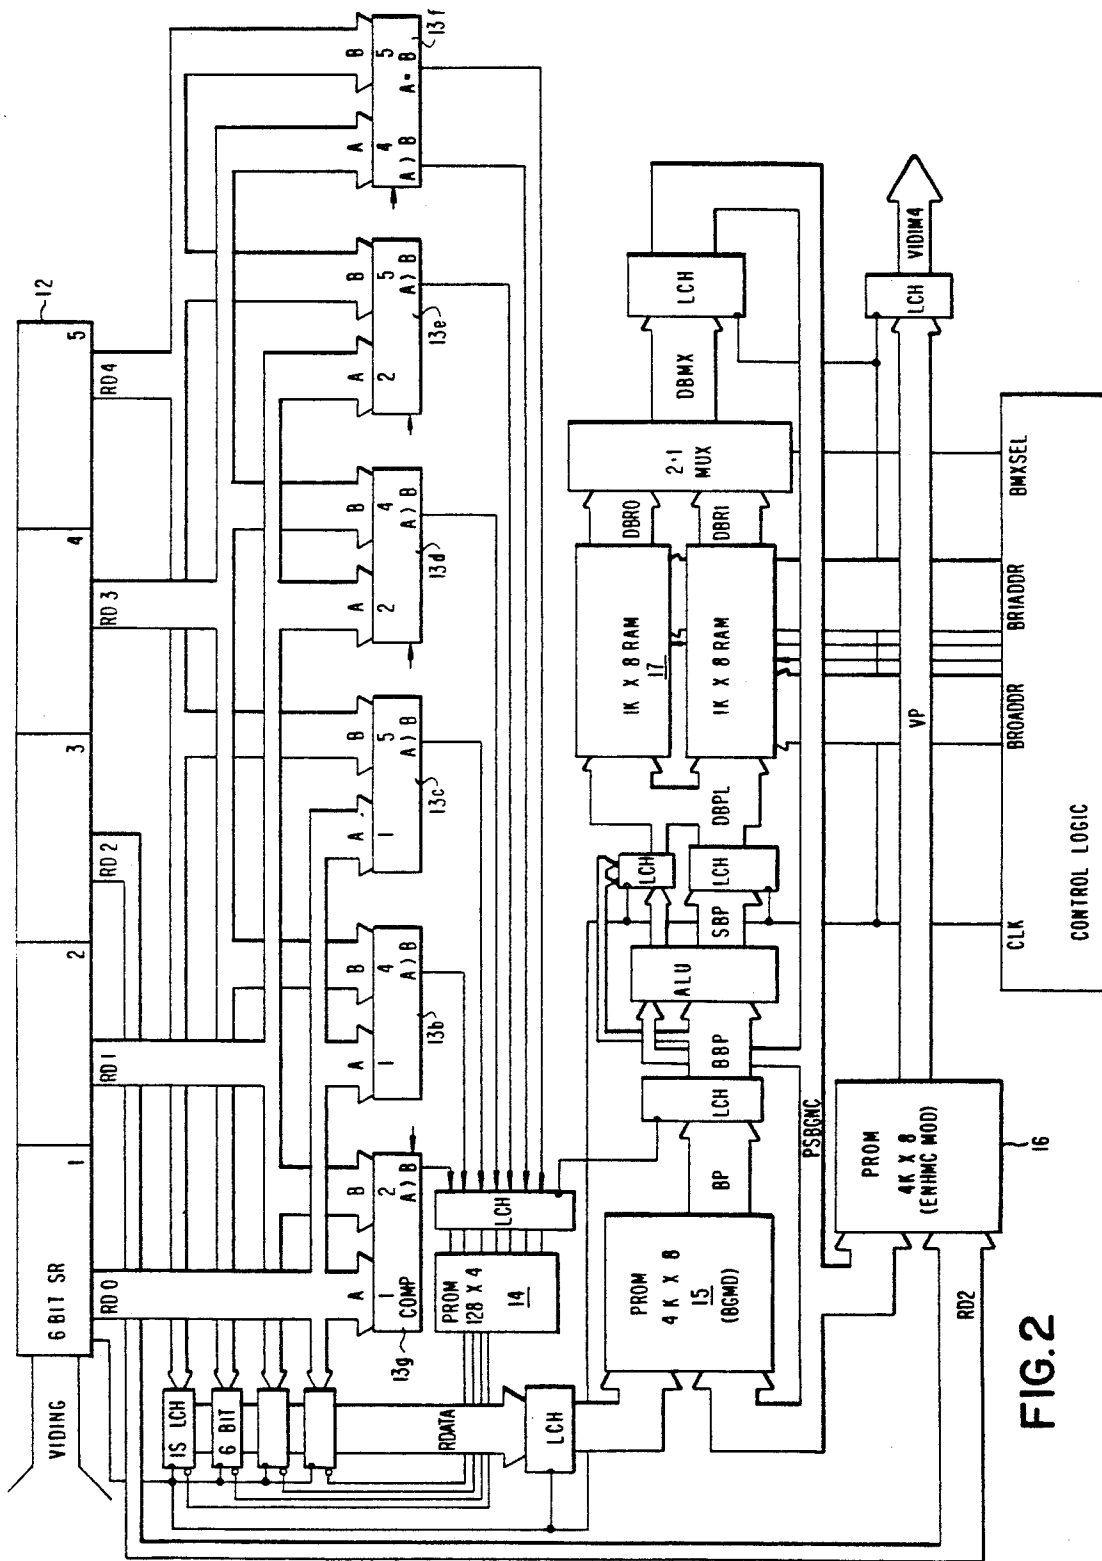 VIDING
6 BIT SR
1
2
3
4
5
12
RD0
RD1
RD2
RD3
RD4
1S LCH
6 BIT
A
B
1
2
COMP
A) B
13g
A
B
1
4
A) B
13b
A
B
1
5
A) B
13c
A
B
2
4
A) B
13d
A
B
2
5
A) B
13e
A
B
4
5
A) B
A=B
13f
PROM
128 X 4
14
LCH
RDATA
LCH
PROM
4K X 8
15
(BGMD)
BP
LCH
BBP
ALU
SBP
LCH
LCH
DBPL
1K X 8 RAM
17
1K X 8 RAM
DBR0
DBR1
2:1
MUX
DBMX
LCH
PSBGNC
RD2
PROM
4K X 8
(ENHMC MOD)
16
VP
LCH
VIDIM4
CLK
BR0ADDR
BR1ADDR
BMXSEL
CONTROL LOGIC
FIG.2